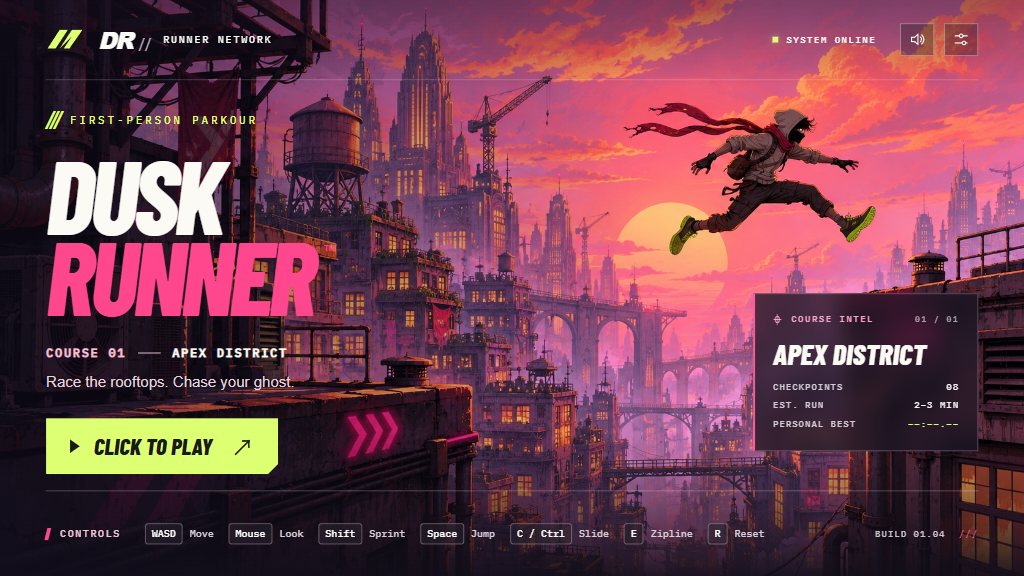 DR // RUNNER NETWORK
SYSTEM ONLINE
FIRST-PERSON PARKOUR
DUSK
RUNNER
COURSE 01 — APEX DISTRICT
Race the rooftops. Chase your ghost.
CLICK TO PLAY
COURSE INTEL 01 / 01
APEX DISTRICT
CHECKPOINTS 08
EST. RUN 2–3 MIN
PERSONAL BEST --:--.--
CONTROLS WASD Move Mouse Look Shift Sprint Space Jump C / Ctrl Slide E Zipline R Reset
BUILD 01.04 ///